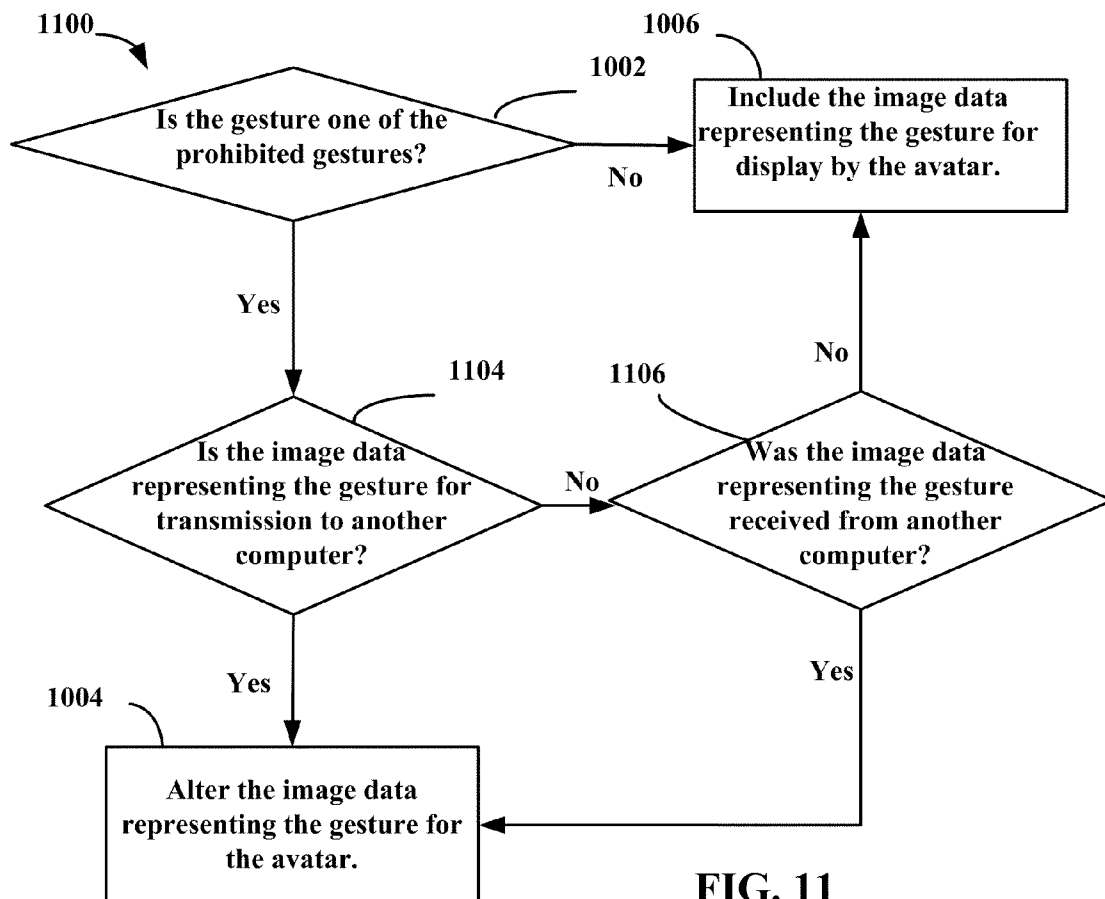 1100
1002
Is the gesture one of the
prohibited gestures?
No
1006
Include the image data
representing the gesture for
display by the avatar.
Yes
1104
Is the image data
representing the gesture for
transmission to another
computer?
No
1106
Was the image data
representing the gesture
received from another
computer?
No
Yes
Yes
1004
Alter the image data
representing the gesture for
the avatar.
FIG. 11